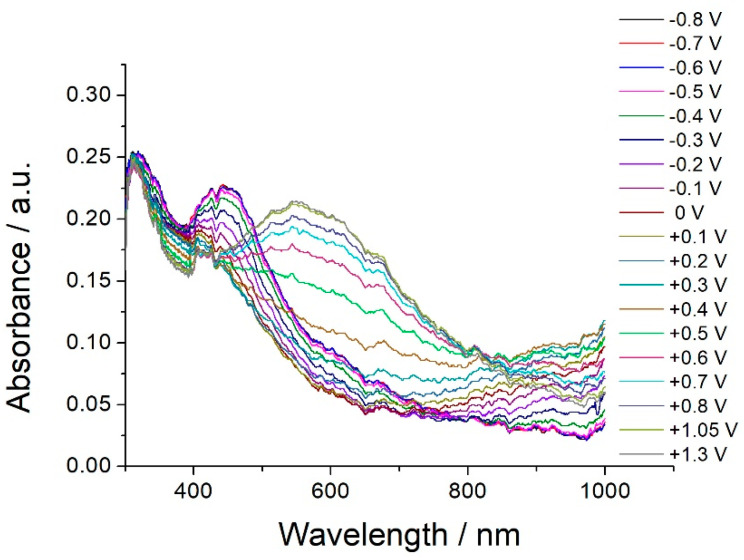 -0.8 V
-0.7 V
-0.6 V
-0.5 V
-0.4 V
-0.3 V
-0.2 V
-0.1 V
0 V
+0.1 V
+0.2 V
+0.3 V
+0.4 V
+0.5 V
+0.6 V
+0.7 V
+0.8 V
+1.05 V
+1.3 V
0.30
0.25
0.20
0.15
0.10
0.05
0.00
Absorbance / a.u.
400 600 800 1000
Wavelength / nm